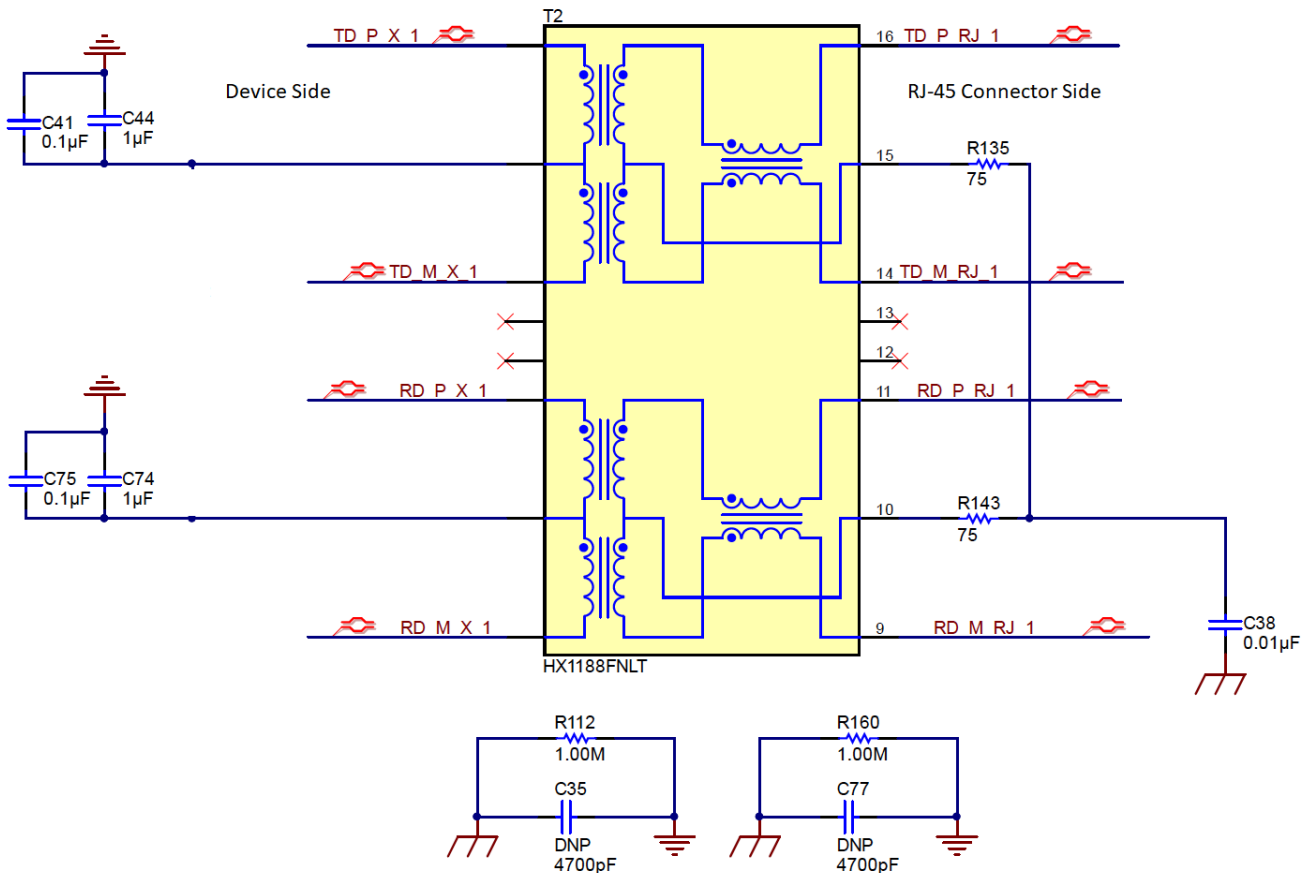 T2
TD_P_X_1
16
TD_P_RJ_1
Device Side
RJ-45 Connector Side
C41
0.1µF
C44
1µF
15
R135
75
TD_M_X_1
14
TD_M_RJ_1
13
12
RD_P_X_1
11
RD_P_RJ_1
C75
0.1µF
C74
1µF
10
R143
75
RD_M_X_1
9
RD_M_RJ_1
C38
0.01µF
HX1188FNLT
R112
1.00M
C35
DNP
4700pF
R160
1.00M
C77
DNP
4700pF